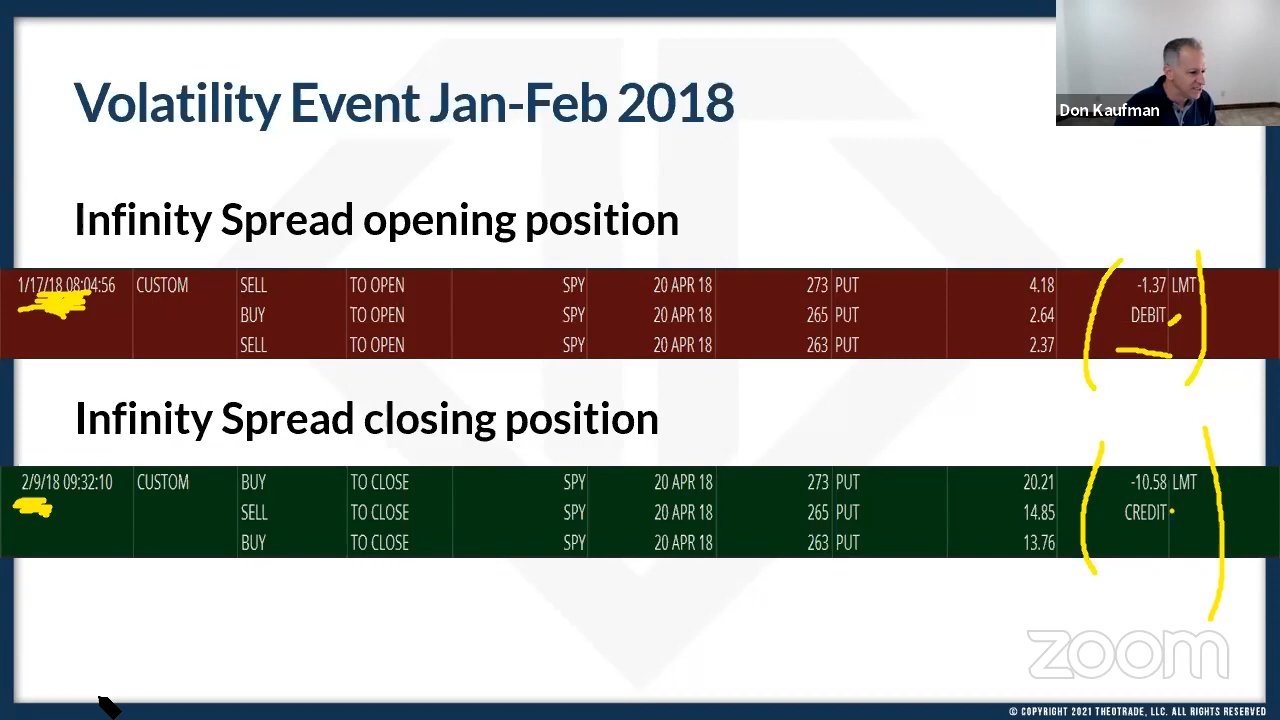 Volatility Event Jan-Feb 2018
Don Kaufman
Infinity Spread opening position
1/17/18 08:04:56 CUSTOM SELL TO OPEN SPY 20 APR 18 273 PUT 4.18 -1.37 LMT
BUY TO OPEN SPY 20 APR 18 265 PUT 2.64 DEBIT
SELL TO OPEN SPY 20 APR 18 263 PUT 2.37
Infinity Spread closing position
2/9/18 09:32:10 CUSTOM BUY TO CLOSE SPY 20 APR 18 273 PUT 20.21 -10.58 LMT
SELL TO CLOSE SPY 20 APR 18 265 PUT 14.85 CREDIT
BUY TO CLOSE SPY 20 APR 18 263 PUT 13.76
zoom
© COPYRIGHT 2021 THEOTRADE, LLC. ALL RIGHTS RESERVED